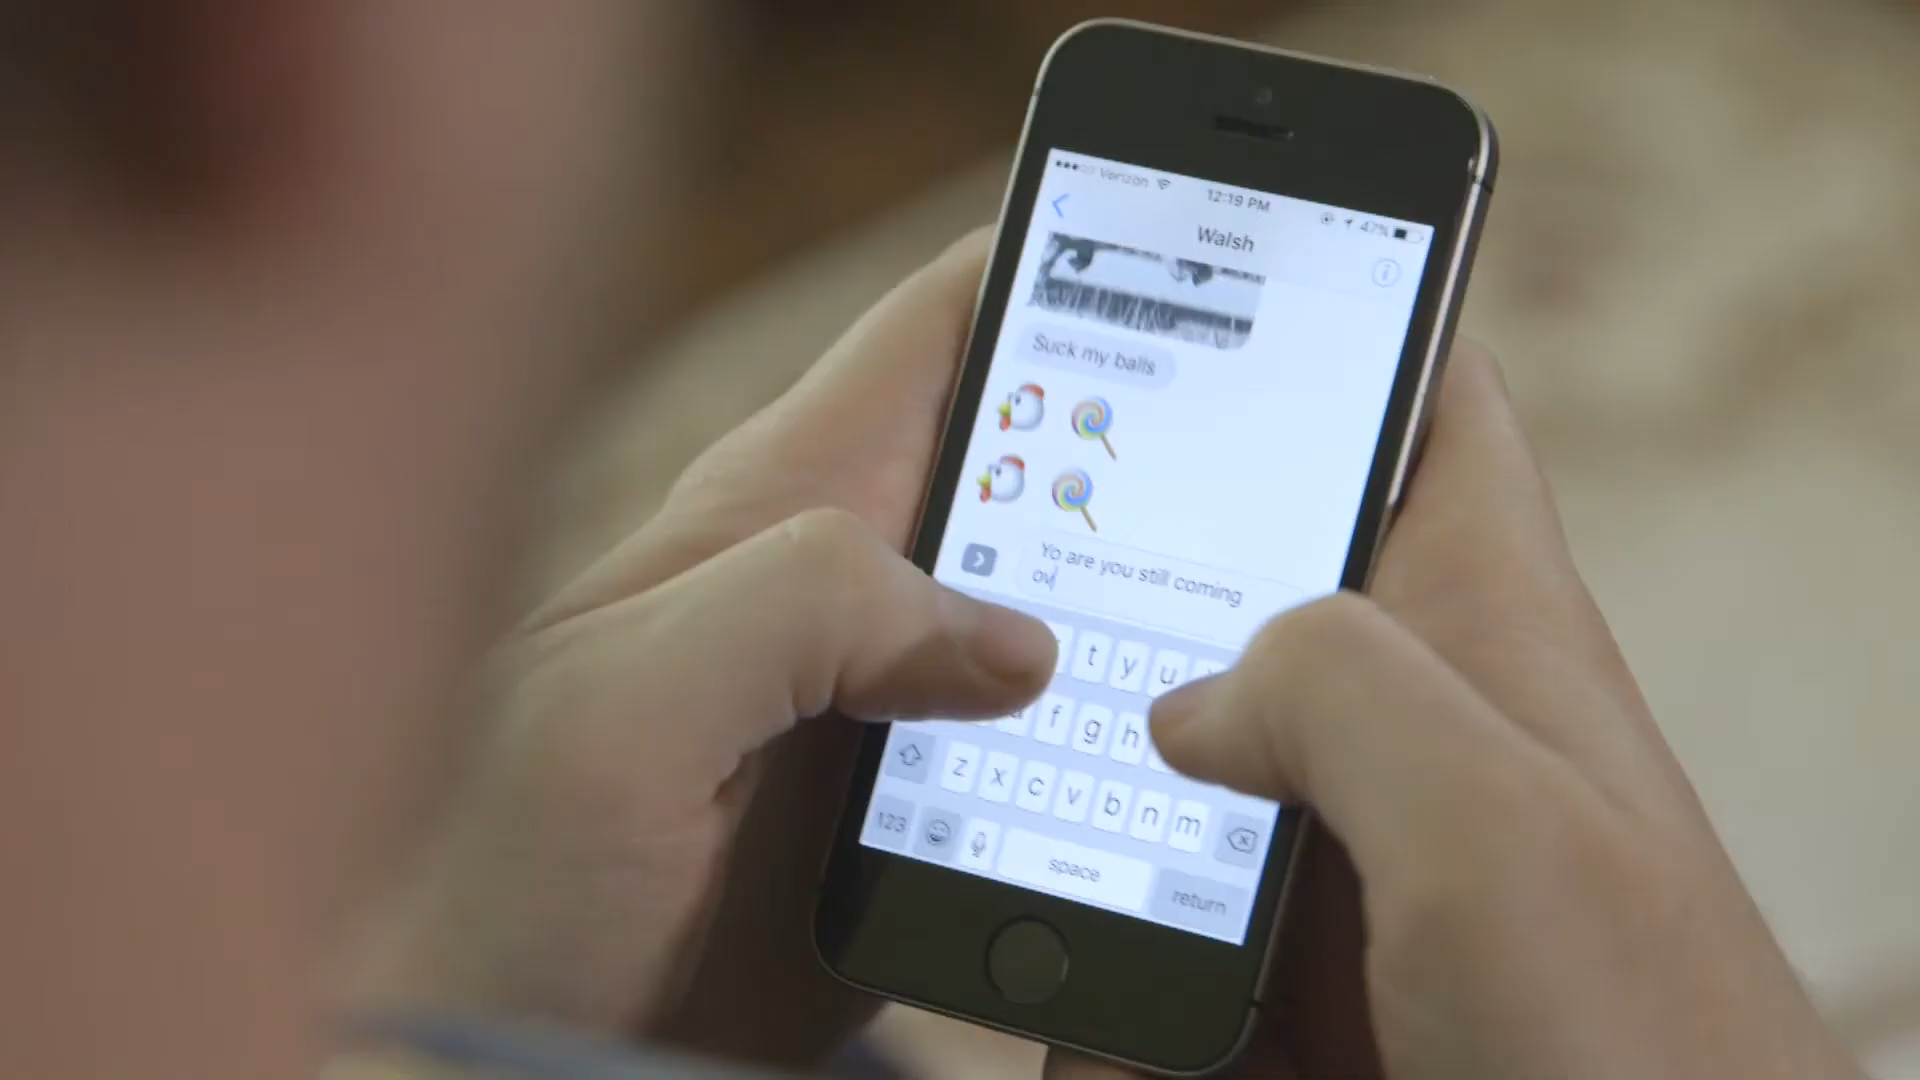 Verizon 12:19 PM 47%
Walsh
Suck my balls
Yo are you still coming
ov
t y u
f g h
z x c v b n m
123 space return